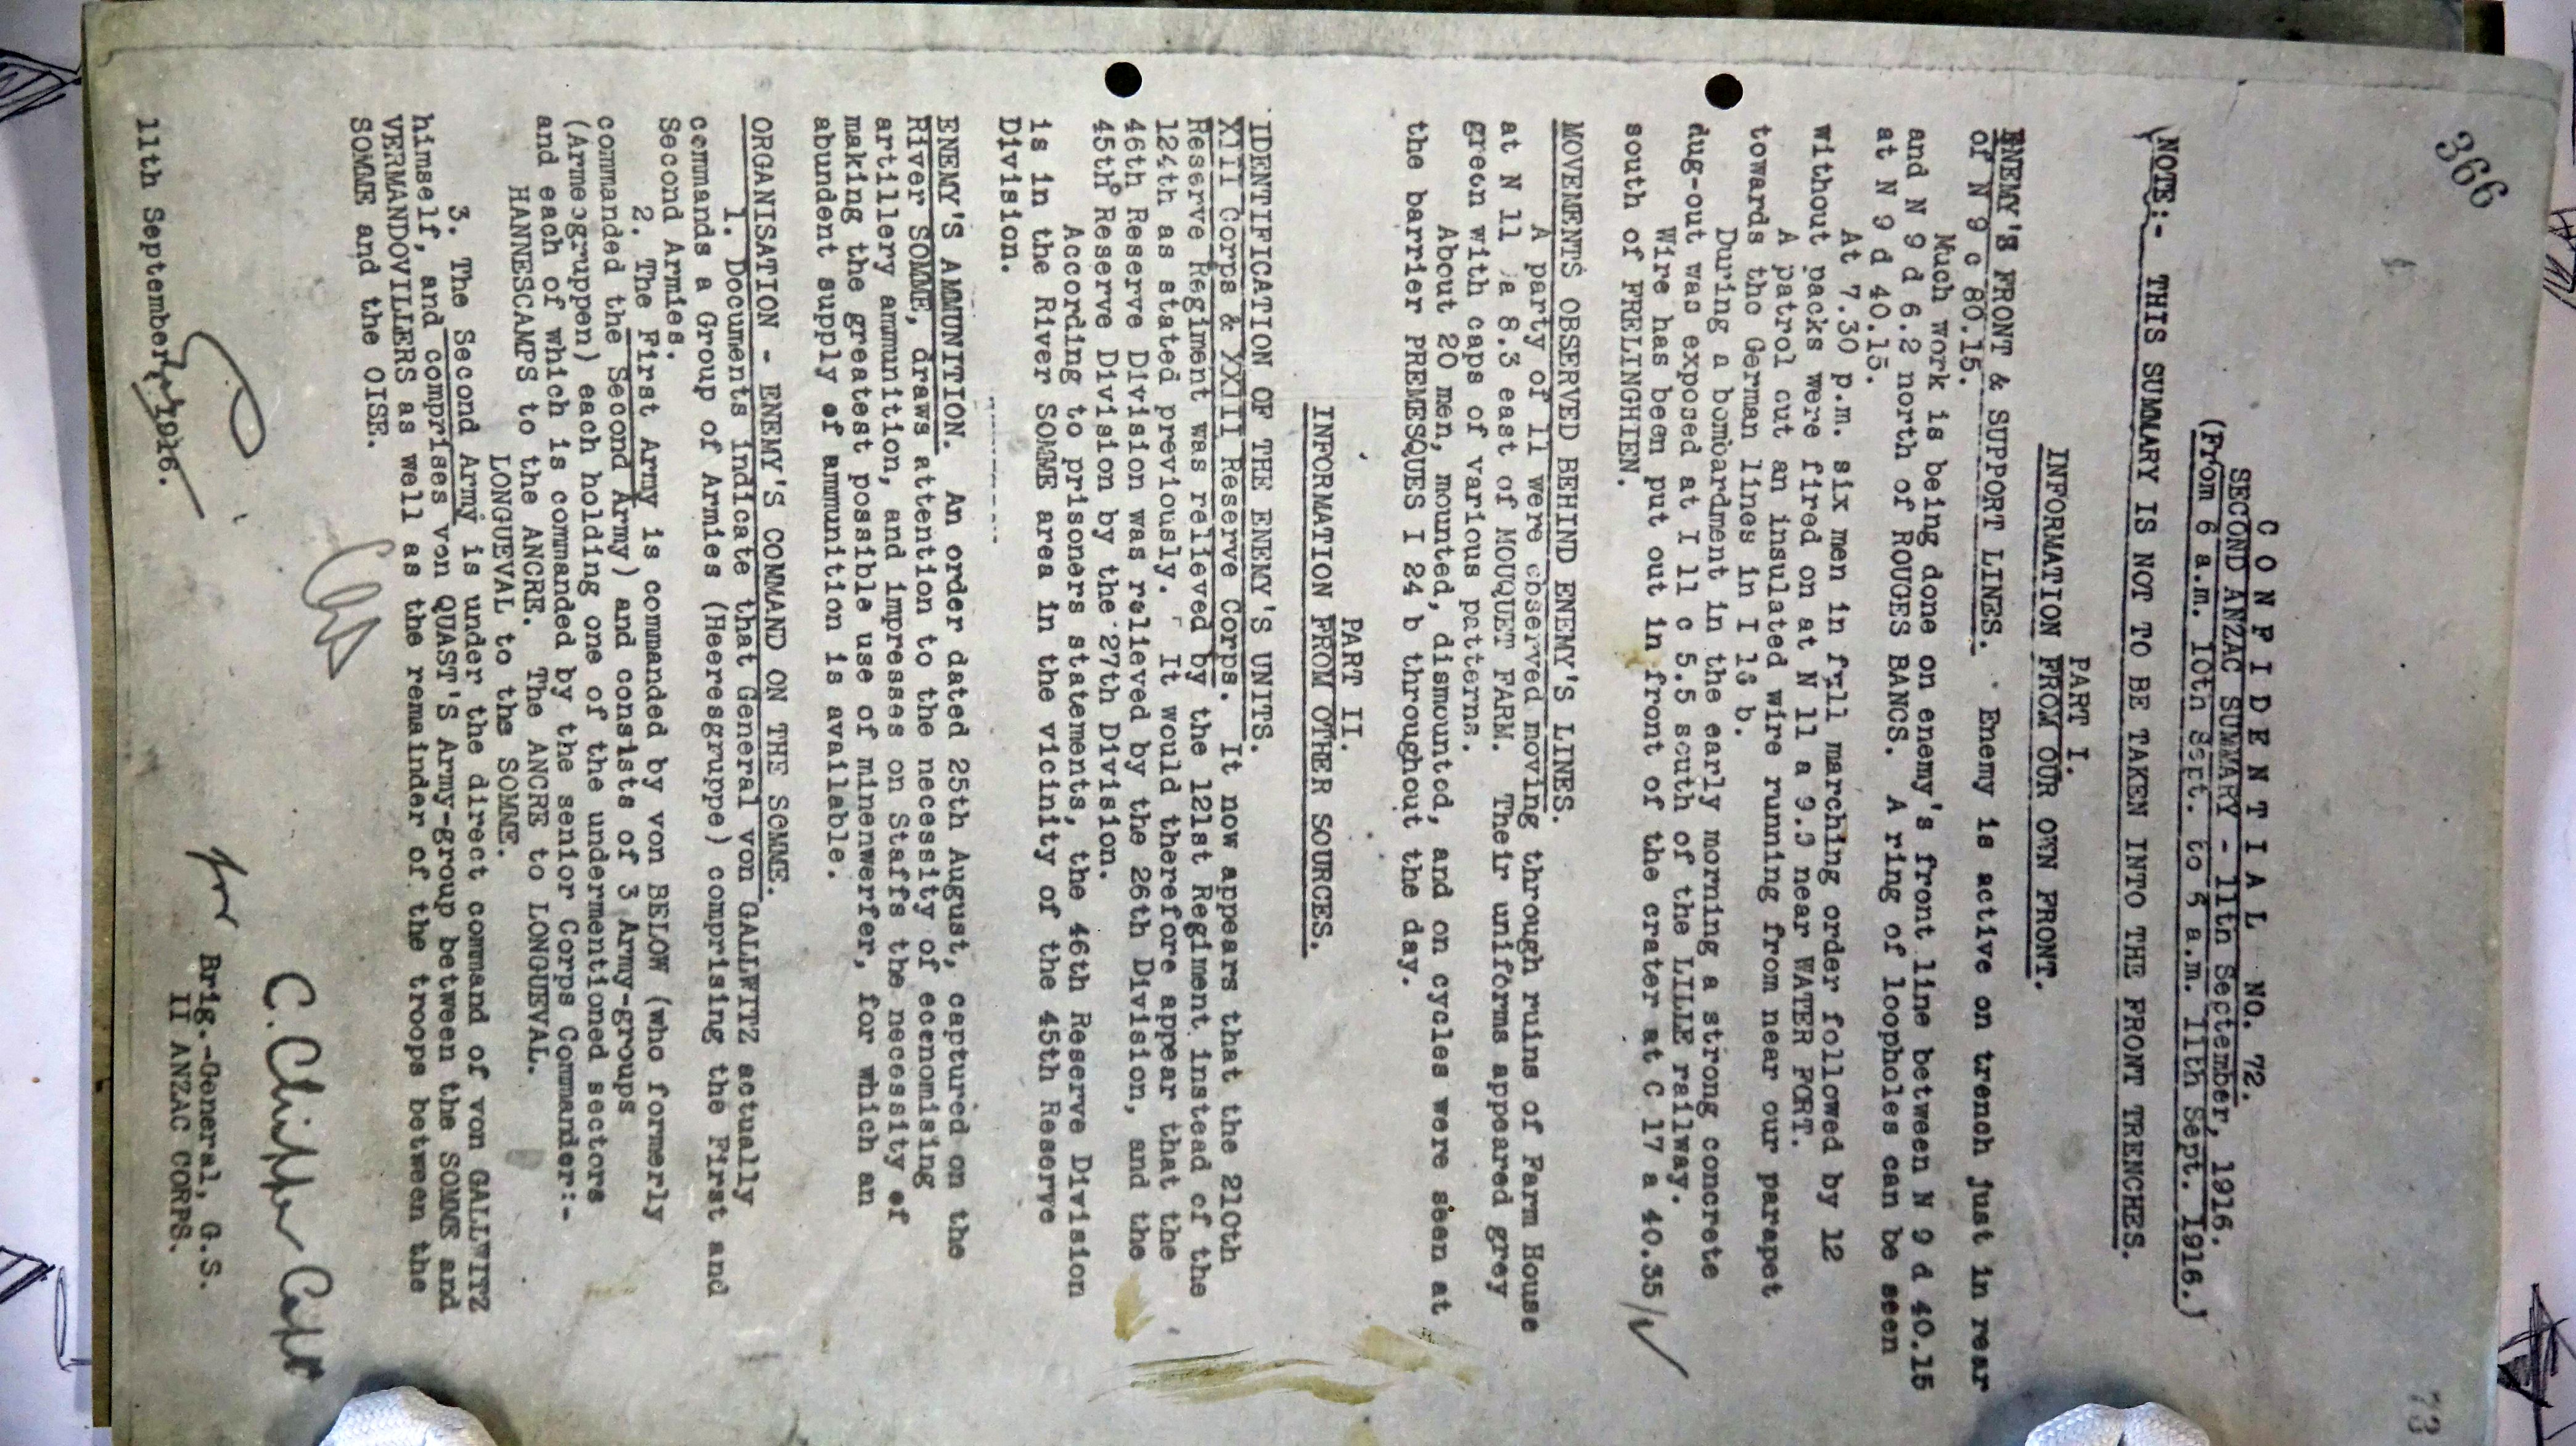 366
73
C O N F I D E N T I A L   NO. 72.
SECOND ANZAC SUMMARY - 11th September, 1916.
(From 6 a.m. 10th Sept. to 6 a.m. 11th Sept. 1916.)
NOTE:- THIS SUMMARY IS NOT TO BE TAKEN INTO THE FRONT TRENCHES.
PART I.
INFORMATION FROM OUR OWN FRONT.
ENEMY'S FRONT & SUPPORT LINES. Enemy is active on trench just in rear
of N 9 c 80.15.
Much work is being done on enemy's front line between N 9 d 40.15
and N 9 d 6.2 north of ROUGES BANCS. A ring of loopholes can be seen
at N 9 d 40.15.
At 7.30 p.m. six men in full marching order followed by 12
without packs were fired on at N 11 a 9.9 near WATER FORT.
A patrol cut an insulated wire running from near our parapet
towards the German lines in I 16 b.
During a bombardment in the early morning a strong concrete
dug-out was exposed at I 11 c 5.5 south of the LILLE railway.
Wire has been put out in front of the crater at C 17 a 40.35
south of FRELINGHIEN.
MOVEMENTS OBSERVED BEHIND ENEMY'S LINES.
A party of 11 were observed moving through ruins of Farm House
at N 11 a 8.3 east of MOUQUET FARM. Their uniforms appeared grey
green with caps of various patterns.
About 20 men, mounted, dismounted, and on cycles were seen at
the barrier PREMESQUES I 24 b throughout the day.
PART II.
INFORMATION FROM OTHER SOURCES.
IDENTIFICATION OF THE ENEMY'S UNITS.
XIII Corps & XXIII Reserve Corps. It now appears that the 210th
Reserve Regiment was relieved by the 121st Regiment instead of the
124th as stated previously. It would therefore appear that the
46th Reserve Division was relieved by the 26th Division, and the
45th Reserve Division by the 27th Division.
According to prisoners statements, the 46th Reserve Division
is in the River SOMME area in the vicinity of the 45th Reserve
Division.
ENEMY'S AMMUNITION. An order dated 25th August, captured on the
River SOMME, draws attention to the necessity of economising
artillery ammunition, and impresses on Staffs the necessity of
making the greatest possible use of minenwerfer, for which an
abundent supply of ammunition is available.
ORGANISATION - ENEMY'S COMMAND ON THE SOMME.
1. Documents indicate that General von GALLWITZ actually
commands a Group of Armies (Heeresgruppe) comprising the First and
Second Armies.
2. The First Army is commanded by von BELOW (who formerly
commanded the Second Army) and consists of 3 Army-groups
(Armeegruppen) each holding one of the undermentioned sectors
and each of which is commanded by the senior Corps Commander:-
HANNESCAMPS to the ANCRE. The ANCRE to LONGUEVAL.
LONGUEVAL to the SOMME.
3. The Second Army is under the direct command of von GALLWITZ
himself, and comprises von QUAST'S Army-group between the SOMME and
VERMANDOVILLERS as well as the remainder of the troops between the
SOMME and the OISE.
for
Brig.-General, G.S.
II ANZAC CORPS.
11th September, 1916.